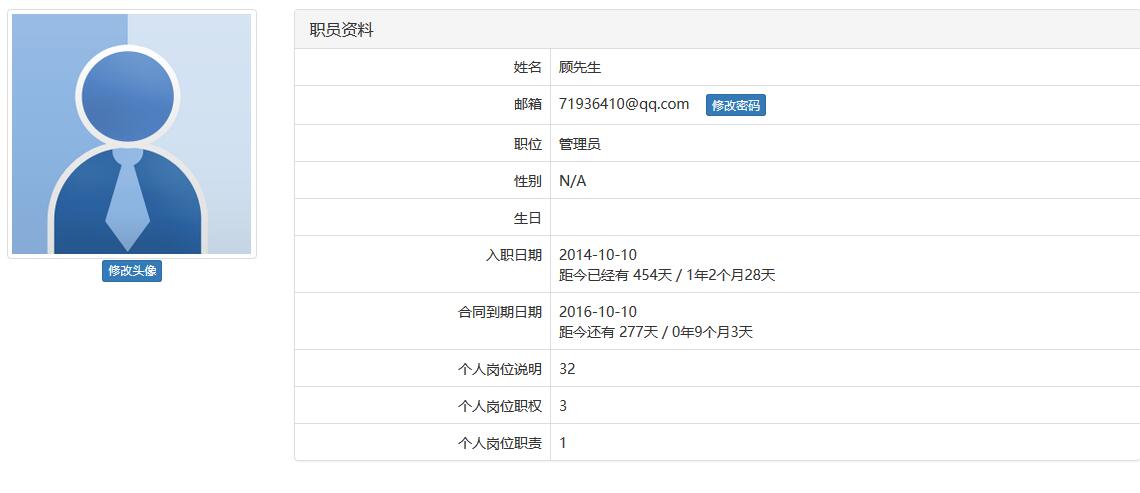 修改头像
职员资料
姓名 顾先生
邮箱 71936410@qq.com 修改密码
职位 管理员
性别 N/A
生日
入职日期 2014-10-10
距今已经有 454天 / 1年2个月28天
合同到期日期 2016-10-10
距今还有 277天 / 0年9个月3天
个人岗位说明 32
个人岗位职权 3
个人岗位职责 1